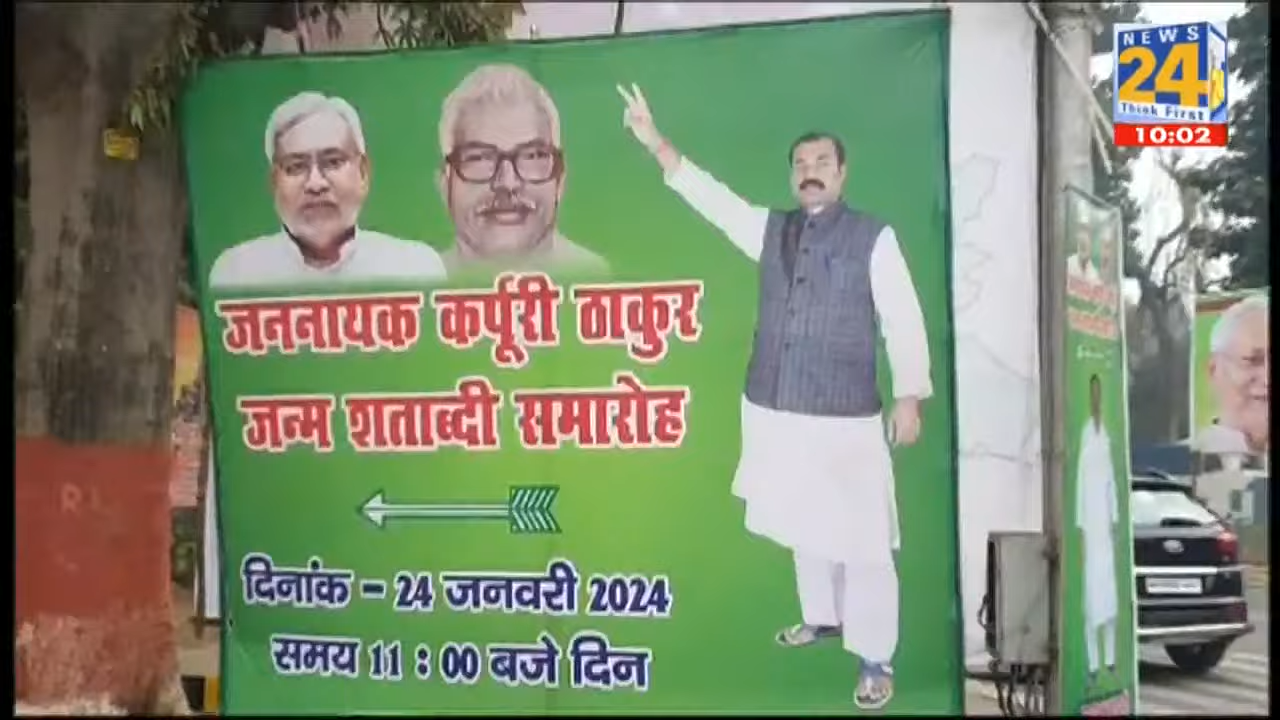 NEWS
24
Think First
10:02
जननायक कर्पूरी ठाकुर
जन्म शताब्दी समारोह
दिनांक - 24 जनवरी 2024
समय 11 : 00 बजे दिन